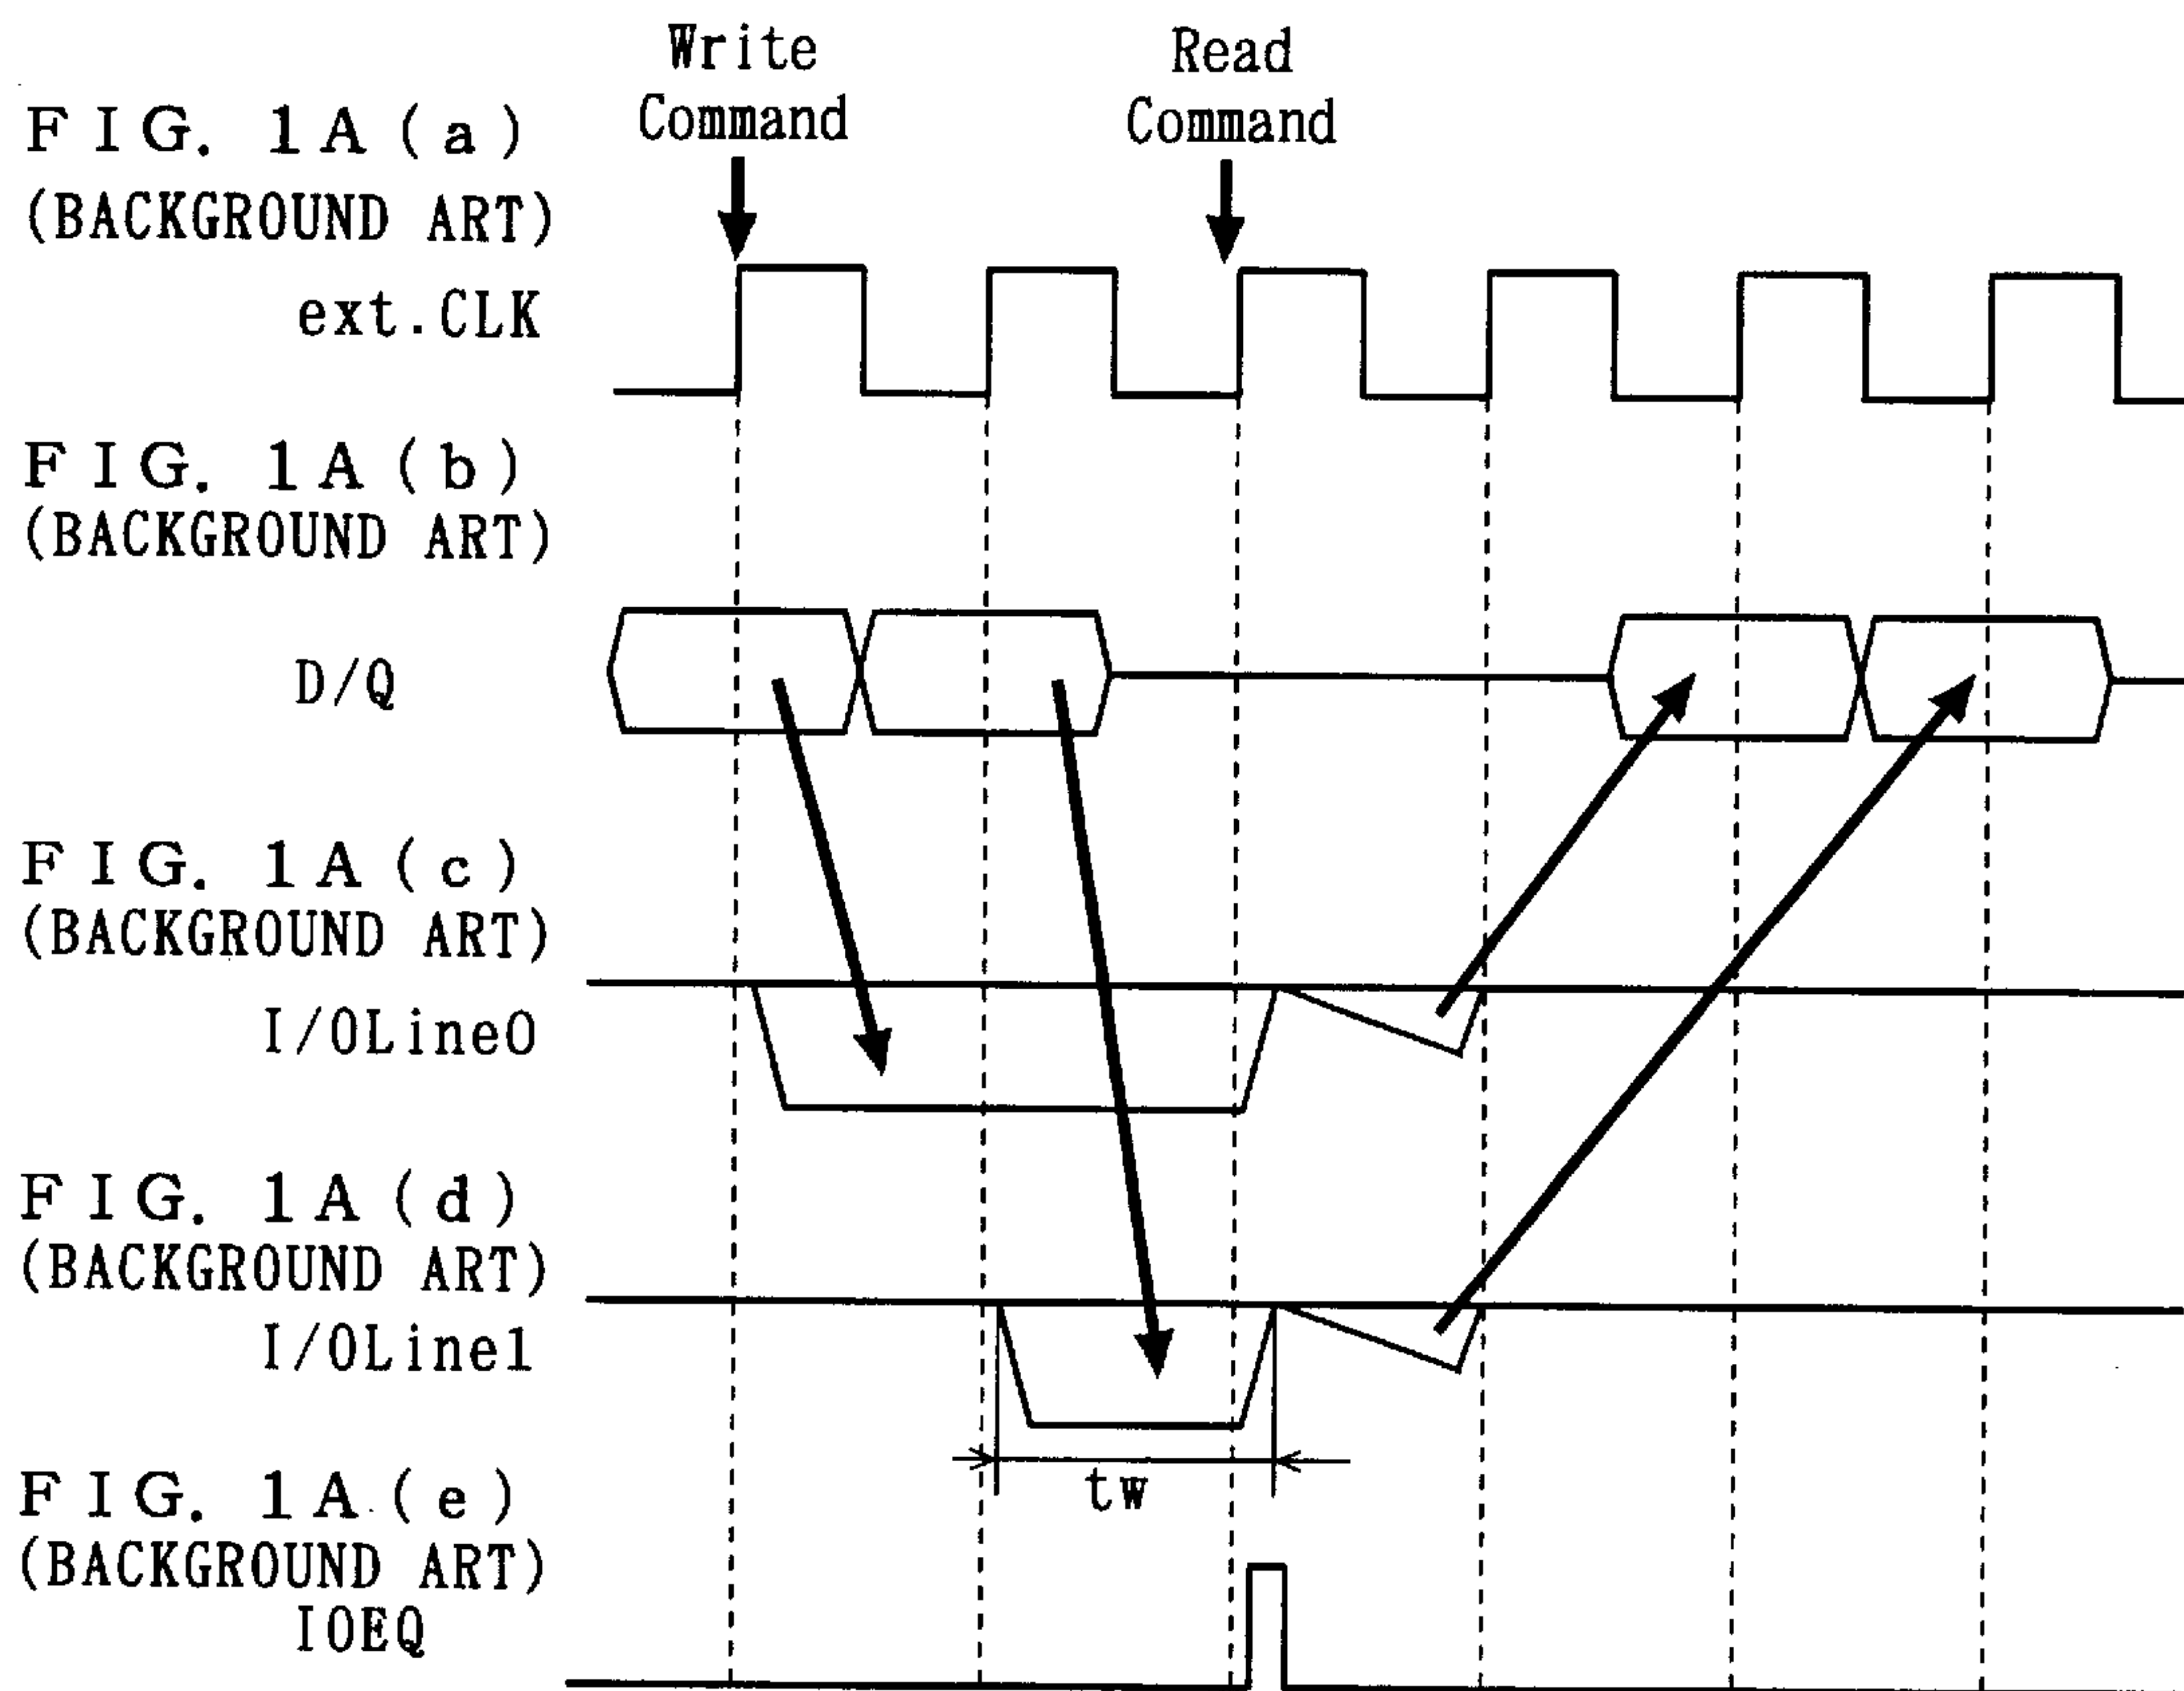 Write
Command
Read
Command
FIG. 1A(a)
(BACKGROUND ART)
ext.CLK
FIG. 1A(b)
(BACKGROUND ART)
D/Q
FIG. 1A(c)
(BACKGROUND ART)
I/OLine0
FIG. 1A(d)
(BACKGROUND ART)
I/OLine1
tw
FIG. 1A(e)
(BACKGROUND ART)
IOEQ